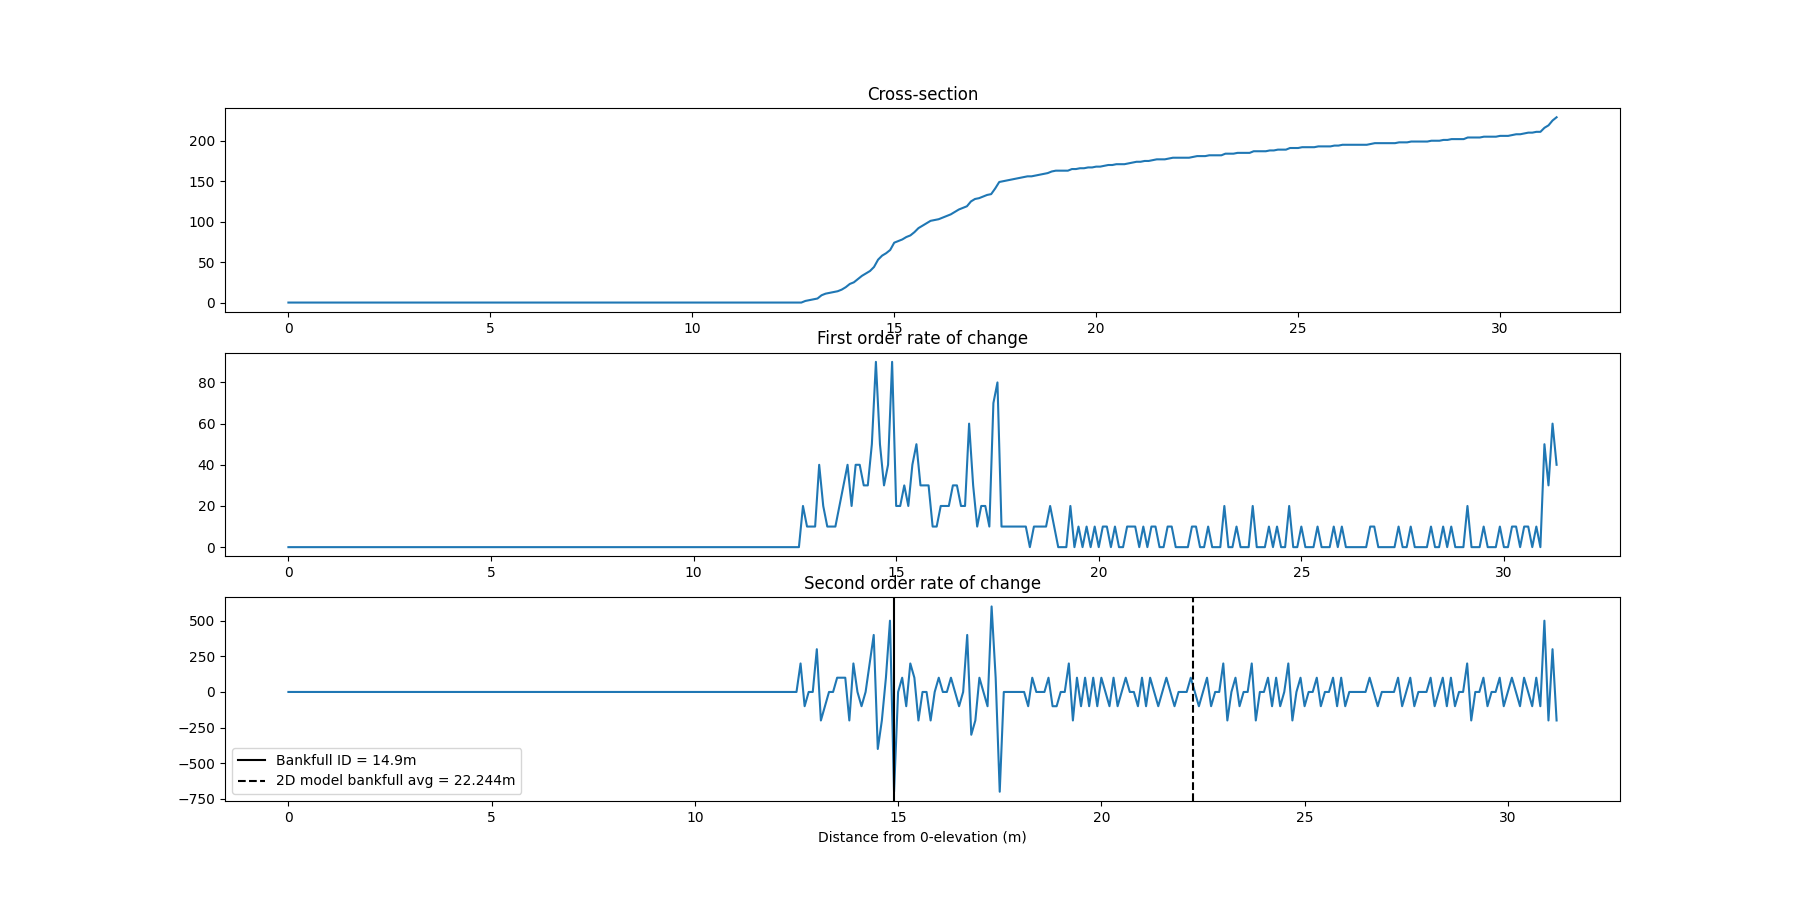 Cross-section
200
150
100
50
0
0 5 10 15 20 25 30
First order rate of change
80
60
40
20
0
0 5 10 15 20 25 30
Second order rate of change
500
250
0
−250
−500
−750
Bankfull ID = 14.9m
2D model bankfull avg = 22.244m
0 5 10 15 20 25 30
Distance from 0-elevation (m)